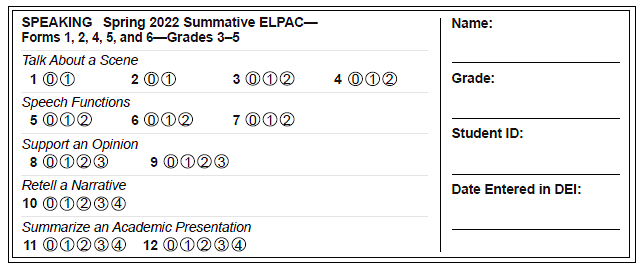 SPEAKING Spring 2022 Summative ELPAC—
Forms 1, 2, 4, 5, and 6—Grades 3–5
Talk About a Scene
1 ⓪① 2 ⓪① 3 ⓪①② 4 ⓪①②
Speech Functions
5 ⓪①② 6 ⓪①② 7 ⓪①②
Support an Opinion
8 ⓪①②③ 9 ⓪①②③
Retell a Narrative
10 ⓪①②③④
Summarize an Academic Presentation
11 ⓪①②③④ 12 ⓪①②③④
Name:
Grade:
Student ID:
Date Entered in DEI: